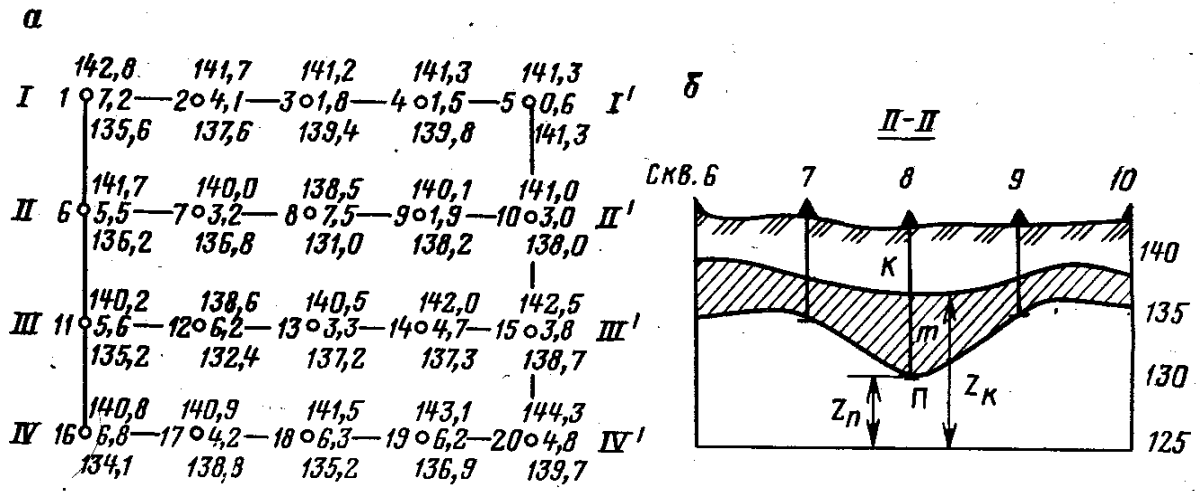 а
142,8 141,7 141,2 141,3 141,3
I 1 7,2 2 4,1 3 1,8 4 1,5 5 0,6 I'
135,6 137,6 139,4 139,8 141,3
141,7 140,0 138,5 140,1 141,0
II 6 5,5 7 3,2 8 7,5 9 1,9 10 3,0 II'
136,2 136,8 131,0 138,2 138,0
140,2 138,6 140,5 142,0 142,5
III 11 5,6 12 6,2 13 3,3 14 4,7 15 3,8 III'
135,2 132,4 137,2 137,3 138,7
140,8 140,9 141,5 143,1 144,3
IV 16 6,8 17 4,2 18 6,3 19 6,2 20 4,8 IV'
134,1 138,9 135,2 136,9 139,7
б
II-II
Скв. 6 7 8 9 10
К
140
m
135
П
130
Zп
Zк
125